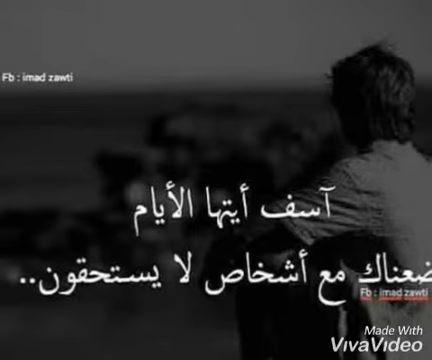 Fb : imad zawti
آسف أيتها الأيام
ضعناك مع أشخاص لا يستحقون..
Fb : imad zawti
Made With
VivaVideo